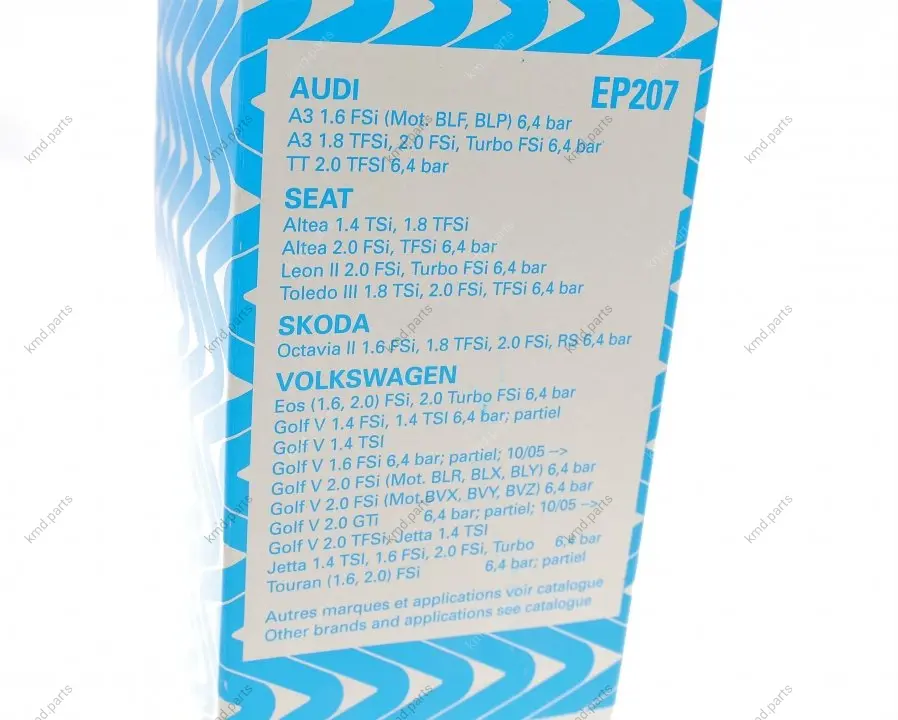 AUDI
EP207
A3 1.6 FSi (Mot. BLF, BLP) 6,4 bar
A3 1.8 TFSi, 2.0 FSi, Turbo FSi 6,4 bar
TT 2.0 TFSI 6,4 bar
SEAT
Altea 1.4 TSi, 1.8 TFSi
Altea 2.0 FSi, TFSi 6,4 bar
Leon II 2.0 FSi, Turbo FSi 6,4 bar
Toledo III 1.8 TSi, 2.0 FSi, TFSi 6,4 bar
SKODA
Octavia II 1.6 FSi, 1.8 TFSi, 2.0 FSi, RS 6,4 bar
VOLKSWAGEN
Eos (1.6, 2.0) FSi, 2.0 Turbo FSi 6,4 bar
Golf V 1.4 FSi, 1.4 TSI 6,4 bar; partiel
Golf V 1.4 TSI
Golf V 1.6 FSi 6,4 bar; partiel; 10/05 –>
Golf V 2.0 FSi (Mot. BLR, BLX, BLY) 6,4 bar
Golf V 2.0 FSi (Mot.BVX, BVY, BVZ) 6,4 bar
Golf V 2.0 GTi 6,4 bar; partiel; 10/05 –>
Golf V 2.0 TFSi, Jetta 1.4 TSI
Jetta 1.4 TSI, 1.6 FSi, 2.0 FSi, Turbo 6,4 bar
Touran (1.6, 2.0) FSi 6,4 bar; partiel
Autres marques et applications voir catalogue
Other brands and applications see catalogue
kmd.parts